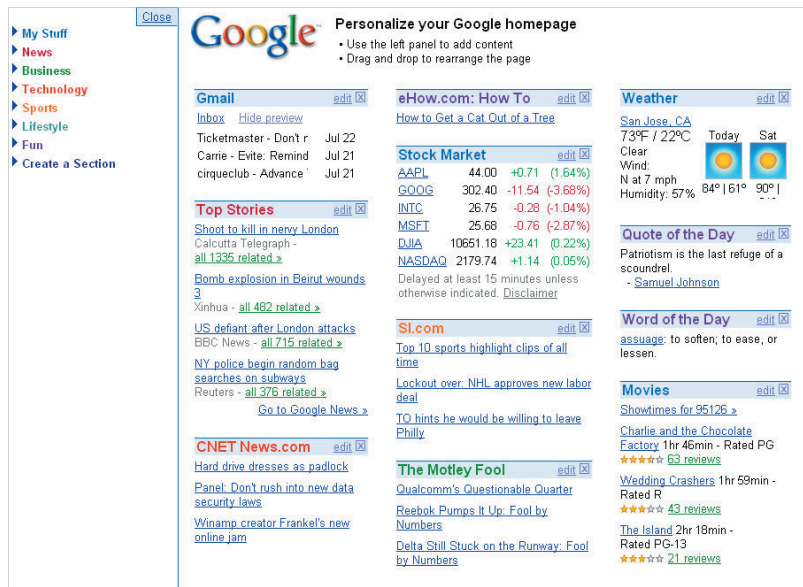 Close
My Stuff
News
Business
Technology
Sports
Lifestyle
Fun
Create a Section
Google
Personalize your Google homepage
• Use the left panel to add content
• Drag and drop to rearrange the page
Gmail edit
Inbox Hide preview
Ticketmaster - Don't r Jul 22
Carrie - Evite: Remind Jul 21
cirqueclub - Advance Jul 21
Top Stories edit
Shoot to kill in nervy London
Calcutta Telegraph -
all 1335 related »
Bomb explosion in Beirut wounds
3
Xinhua - all 482 related »
US defiant after London attacks
BBC News - all 715 related »
NY police begin random bag
searches on subways
Reuters - all 376 related »
Go to Google News »
CNET News.com edit
Hard drive dresses as padlock
Panel: Don't rush into new data
security laws
Winamp creator Frankel's new
online jam
eHow.com: How To edit
How to Get a Cat Out of a Tree
Stock Market edit
AAPL 44.00 +0.71 (1.64%)
GOOG 302.40 -11.54 (-3.68%)
INTC 26.75 -0.28 (-1.04%)
MSFT 25.68 -0.76 (-2.87%)
DJIA 10651.18 +23.41 (0.22%)
NASDAQ 2179.74 +1.14 (0.05%)
Delayed at least 15 minutes unless
otherwise indicated. Disclaimer
SI.com edit
Top 10 sports highlight clips of all
time
Lockout over: NHL approves new labor
deal
TO hints he would be willing to leave
Philly
The Motley Fool edit
Qualcomm's Questionable Quarter
Reebok Pumps It Up: Fool by
Numbers
Delta Still Stuck on the Runway: Fool
by Numbers
Weather edit
San Jose, CA
73°F / 22°C
Clear
Wind:
N at 7 mph
Humidity: 57%
Today Sat
84° | 61° 90° |
Quote of the Day edit
Patriotism is the last refuge of a
scoundrel.
- Samuel Johnson
Word of the Day edit
assuage: to soften; to ease, or
lessen.
Movies edit
Showtimes for 95126 »
Charlie and the Chocolate
Factory 1hr 46min - Rated PG
63 reviews
Wedding Crashers 1hr 59min -
Rated R
43 reviews
The Island 2hr 18min -
Rated PG-13
21 reviews